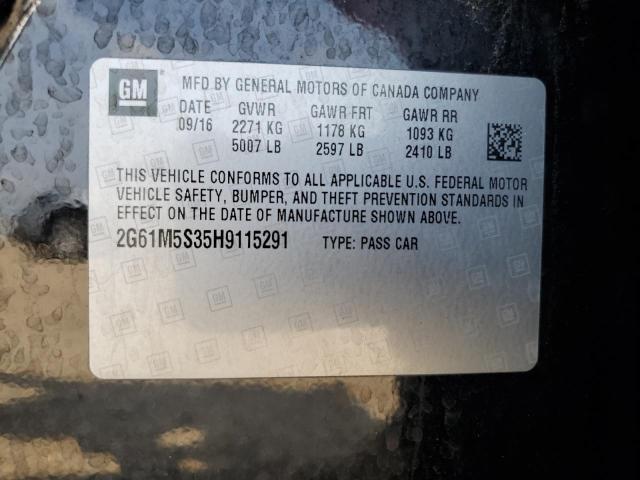 GM MFD BY GENERAL MOTORS OF CANADA COMPANY
DATE GVWR GAWR FRT GAWR RR
09/16 2271 KG 1178 KG 1093 KG
5007 LB 2597 LB 2410 LB
THIS VEHICLE CONFORMS TO ALL APPLICABLE U.S. FEDERAL MOTOR
VEHICLE SAFETY, BUMPER, AND THEFT PREVENTION STANDARDS IN
EFFECT ON THE DATE OF MANUFACTURE SHOWN ABOVE.
2G61M5S35H9115291 TYPE: PASS CAR